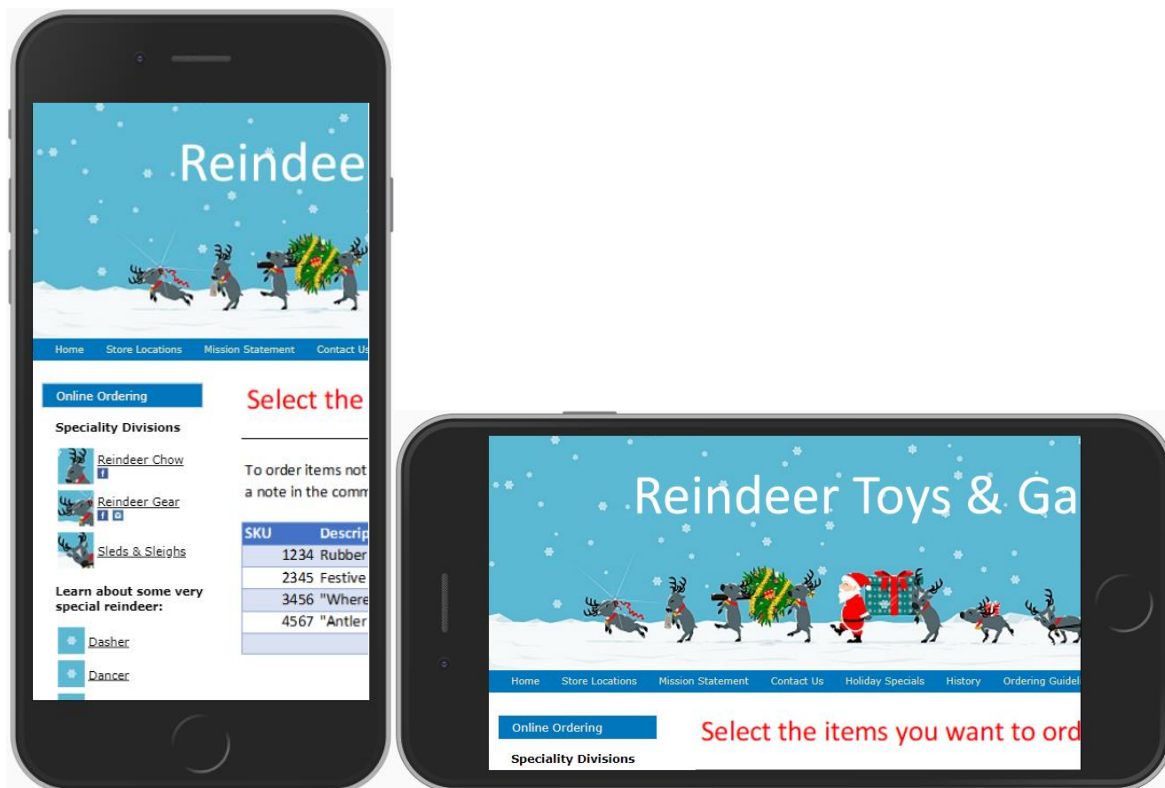 Reindee
Home Store Locations Mission Statement Contact Us
Online Ordering
Speciality Divisions
Reindeer Chow
Reindeer Gear
Sleds & Sleighs
Learn about some very
special reindeer:
Dasher
Dancer
Select the
To order items not
a note in the comm
SKU Descrip
1234 Rubber
2345 Festive
3456 "Where
4567 "Antler
Reindeer Toys & Ga
Home Store Locations Mission Statement Contact Us Holiday Specials History Ordering Guideli
Online Ordering
Speciality Divisions
Select the items you want to ord